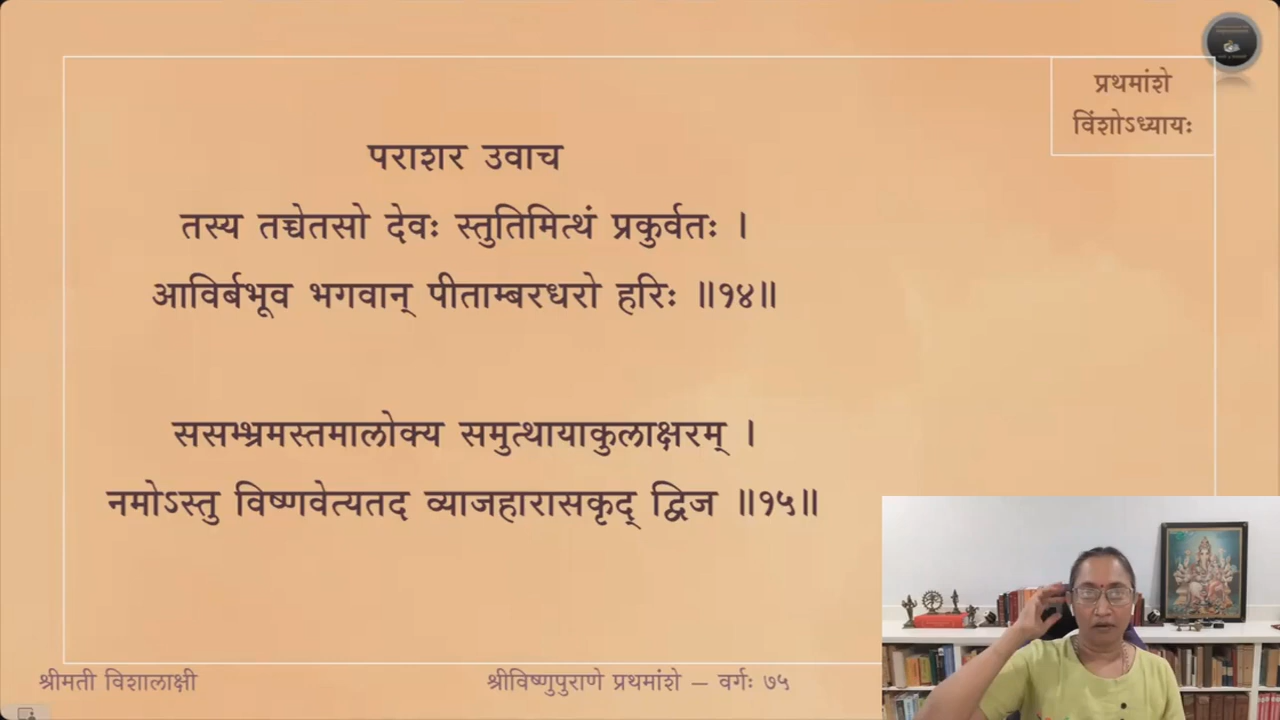 प्रथमांशे
विंशोऽध्यायः
पराशर उवाच
तस्य तच्चेतसो देवः स्तुतिमित्थं प्रकुर्वतः ।
आविर्बभूव भगवान् पीताम्बरधरो हरिः ॥१४॥
ससम्भ्रमस्तमालोक्य समुत्थायाकुलाक्षरम् ।
नमोऽस्तु विष्णवेत्यतद व्याजहारासकृद् द्विज ॥१५॥
श्रीमती विशालाक्षी
श्रीविष्णुपुराणे प्रथमांशे – वर्गः ७५